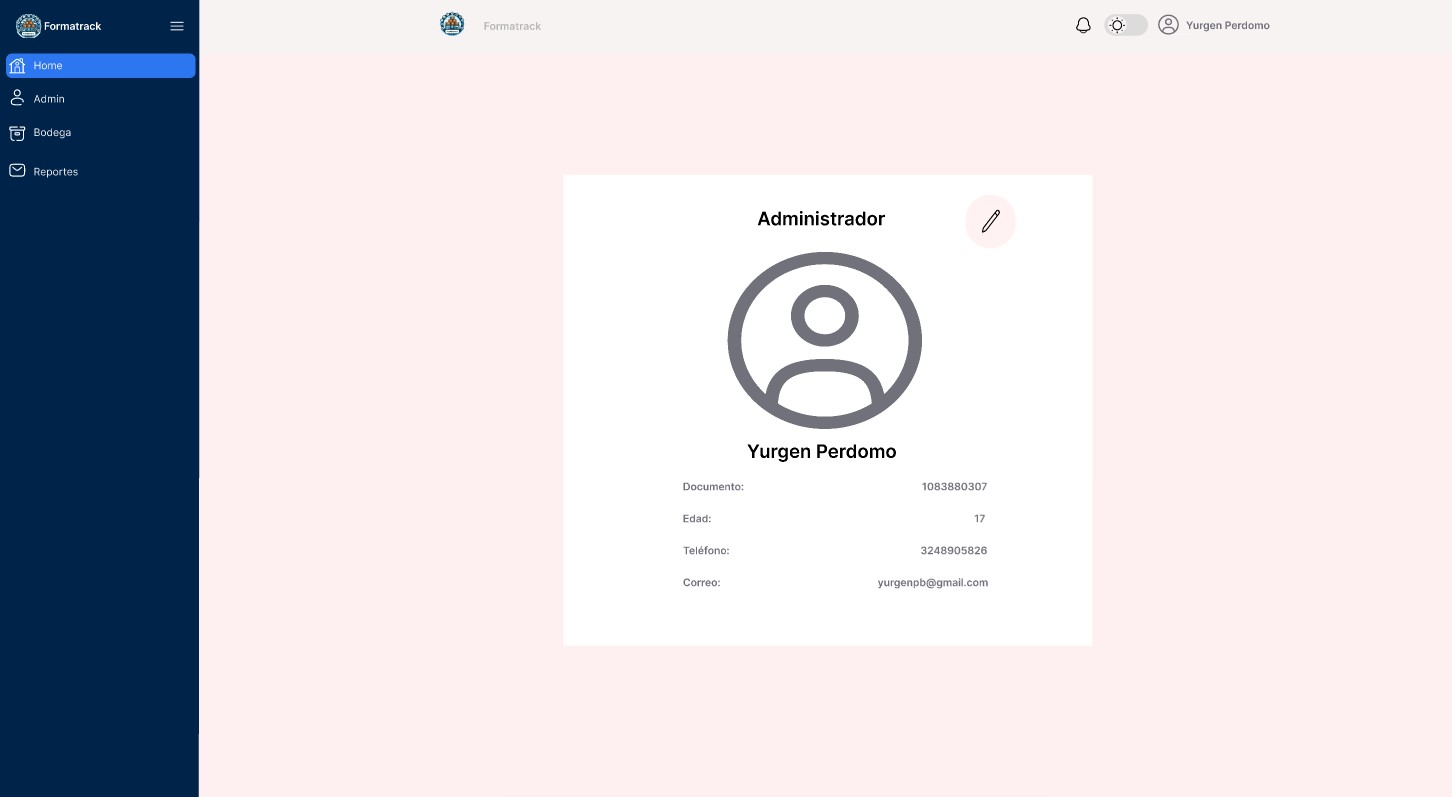 Formatrack
Home
Admin
Bodega
Reportes
Formatrack
Yurgen Perdomo
Administrador
Yurgen Perdomo
Documento: 1083880307
Edad: 17
Teléfono: 3248905826
Correo: yurgenpb@gmail.com